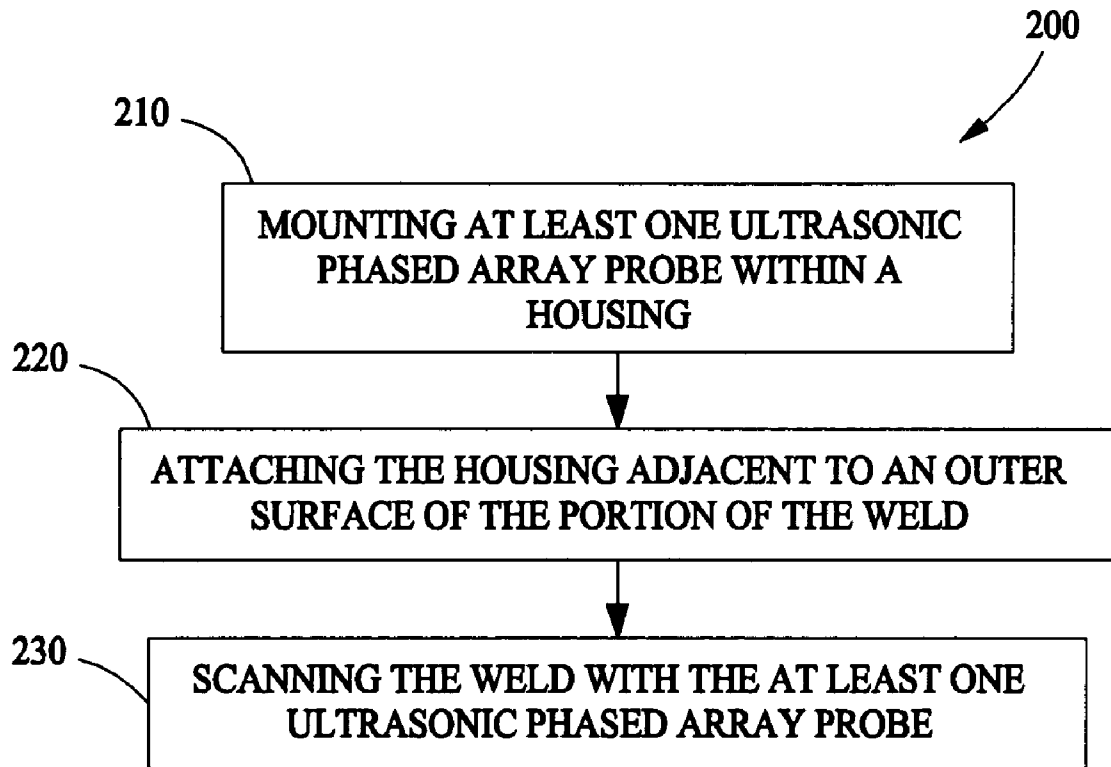 200
210
MOUNTING AT LEAST ONE ULTRASONIC
PHASED ARRAY PROBE WITHIN A
HOUSING
220
ATTACHING THE HOUSING ADJACENT TO AN OUTER
SURFACE OF THE PORTION OF THE WELD
230
SCANNING THE WELD WITH THE AT LEAST ONE
ULTRASONIC PHASED ARRAY PROBE